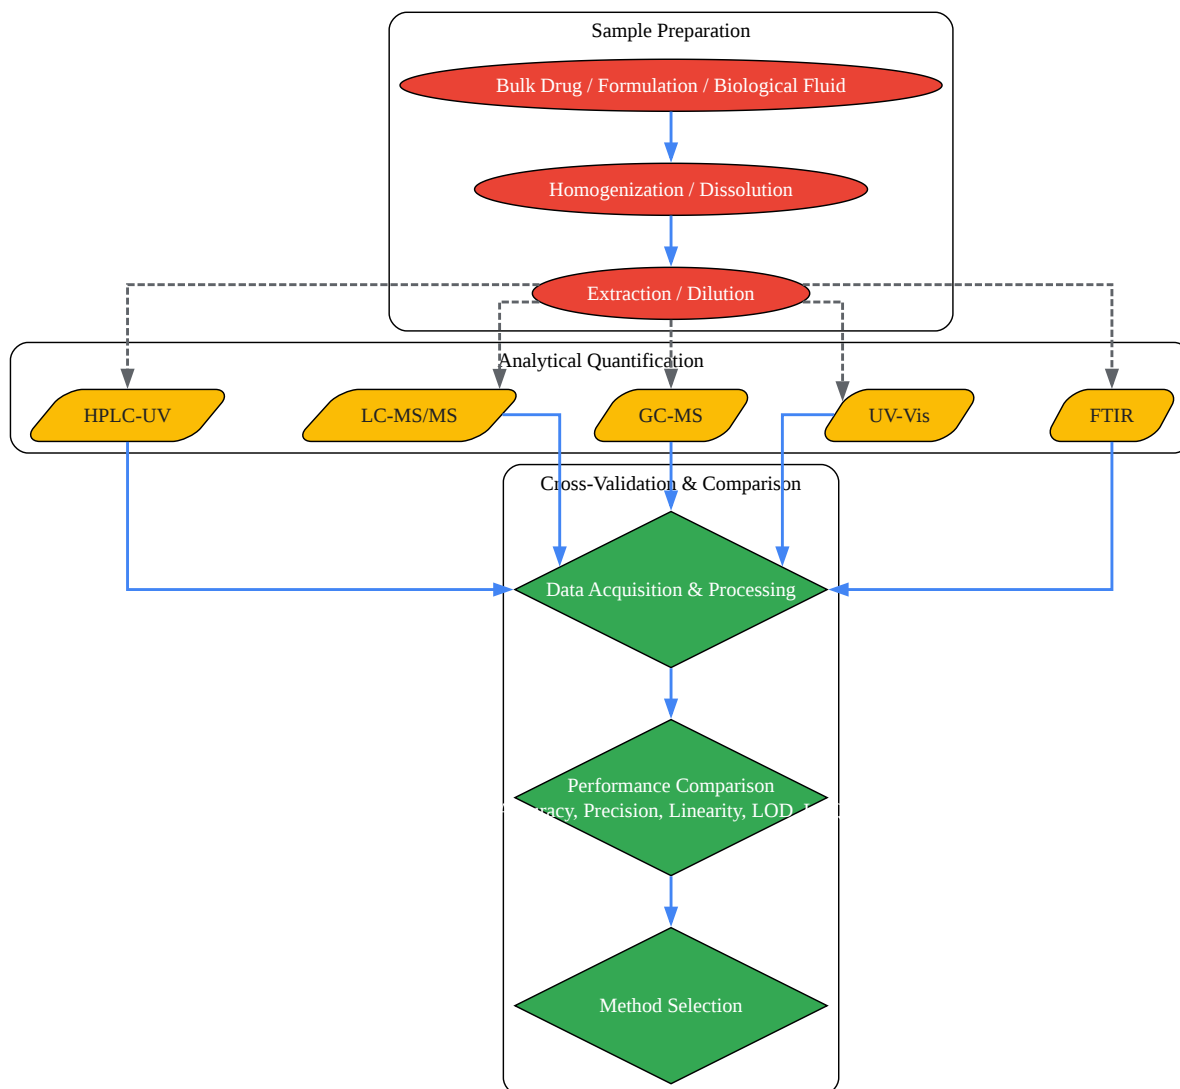 Sample Preparation
Bulk Drug / Formulation / Biological Fluid
Homogenization / Dissolution
Extraction / Dilution
Analytical Quantification
HPLC-UV
LC-MS/MS
GC-MS
UV-Vis
FTIR
Cross-Validation & Comparison
Data Acquisition & Processing
Performance Comparison
Precision, Linearity, LOD,
Method Selection